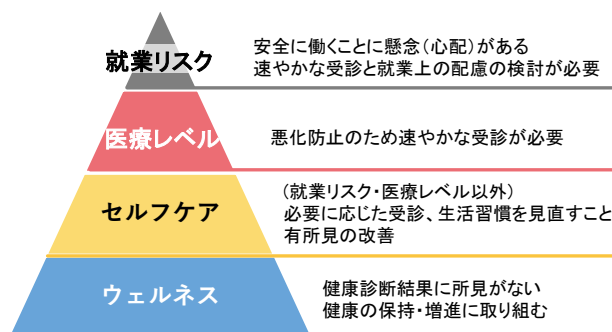 就業リスク
安全に働くことに懸念(心配)がある
速やかな受診と就業上の配慮の検討が必要
医療レベル
悪化防止のため速やかな受診が必要
セルフケア
(就業リスク・医療レベル以外)
必要に応じた受診、生活習慣を見直すこと
有所見の改善
ウェルネス
健康診断結果に所見がない
健康の保持・増進に取り組む